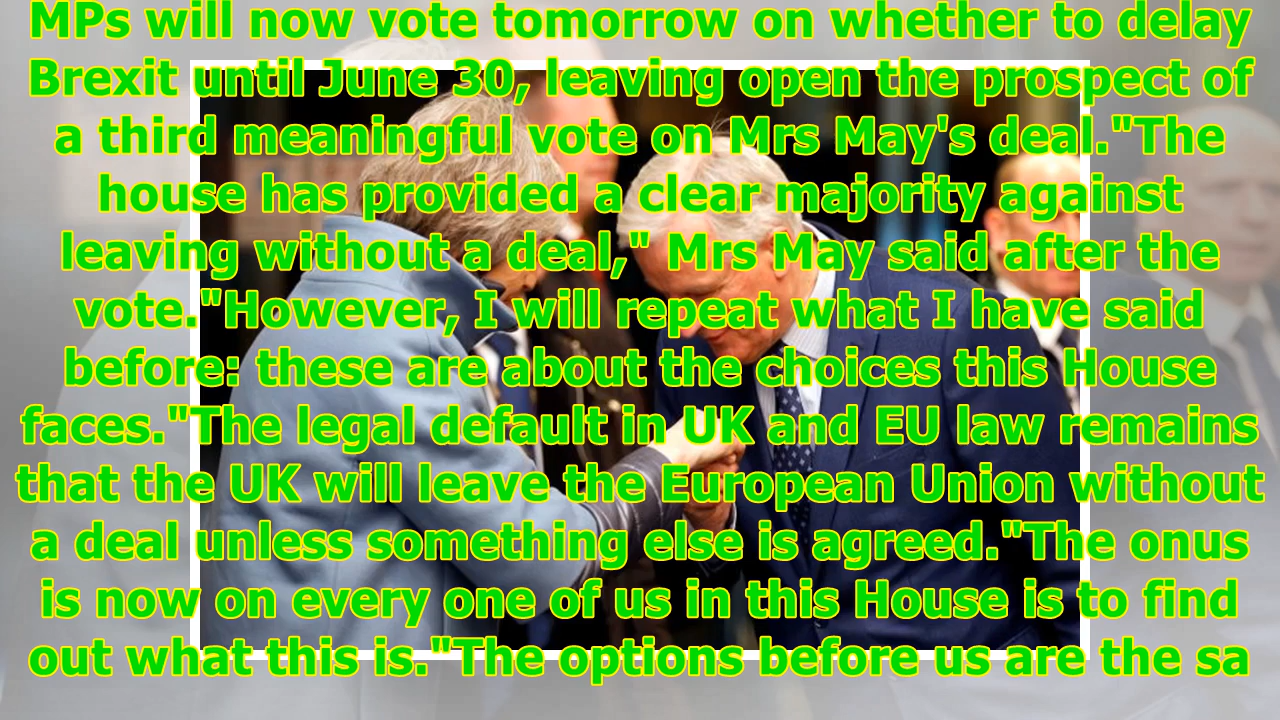 MPs will now vote tomorrow on whether to delay
Brexit until June 30, leaving open the prospect of
a third meaningful vote on Mrs May's deal."The
house has provided a clear majority against
leaving without a deal," Mrs May said after the
vote."However, I will repeat what I have said
before: these are about the choices this House
faces."The legal default in UK and EU law remains
that the UK will leave the European Union without
a deal unless something else is agreed."The onus
is now on every one of us in this House is to find
out what this is."The options before us are the sa